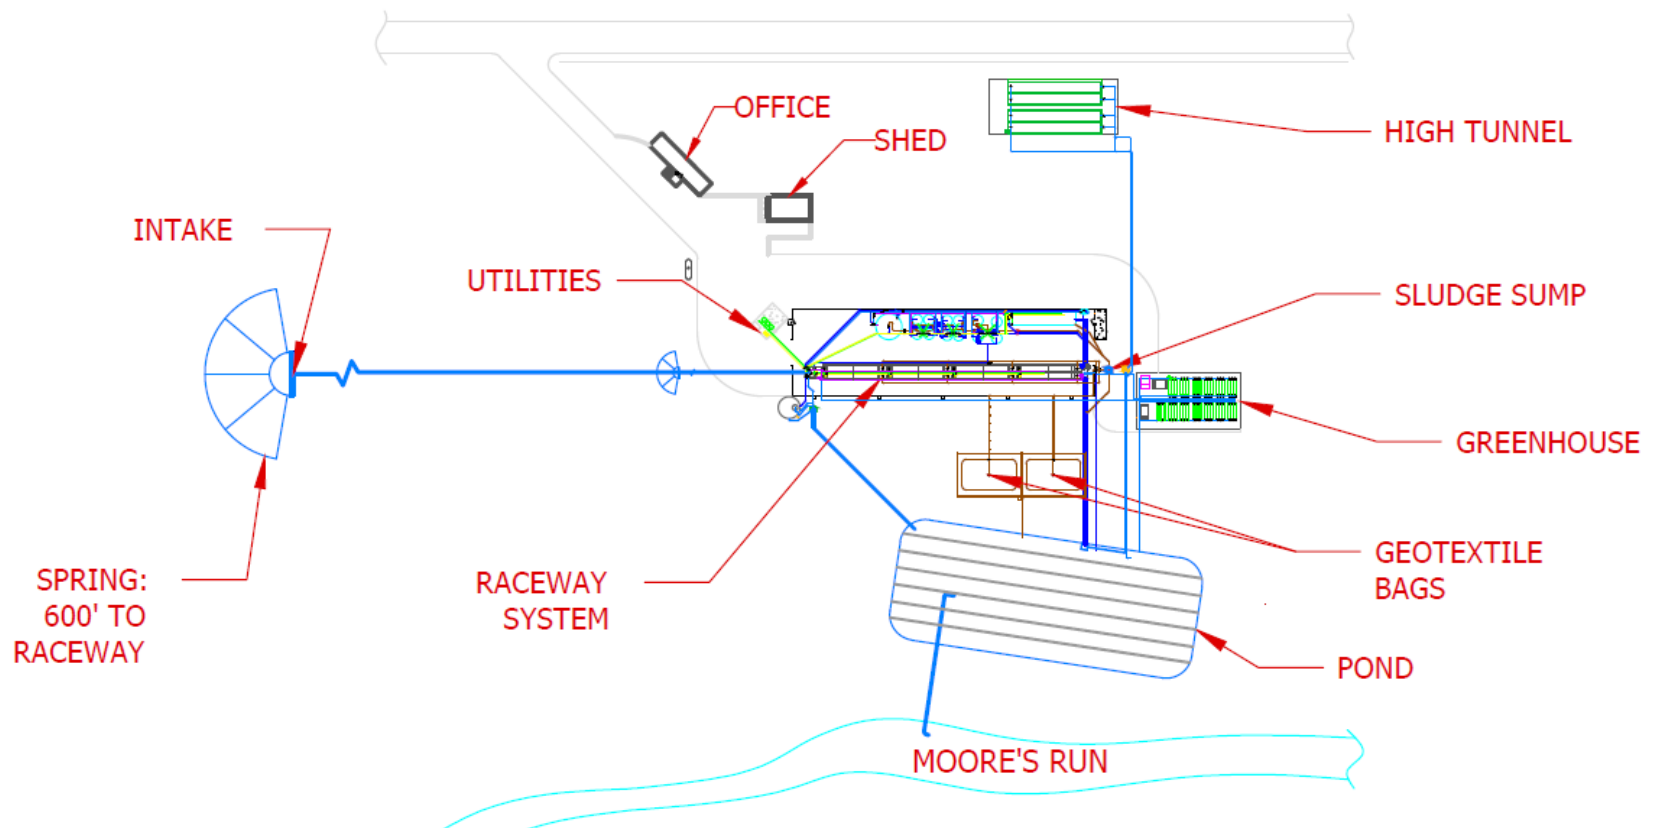 OFFICE
SHED
HIGH TUNNEL
INTAKE
UTILITIES
SLUDGE SUMP
GREENHOUSE
SPRING:
600' TO
RACEWAY
RACEWAY
SYSTEM
GEOTEXTILE
BAGS
POND
MOORE'S RUN